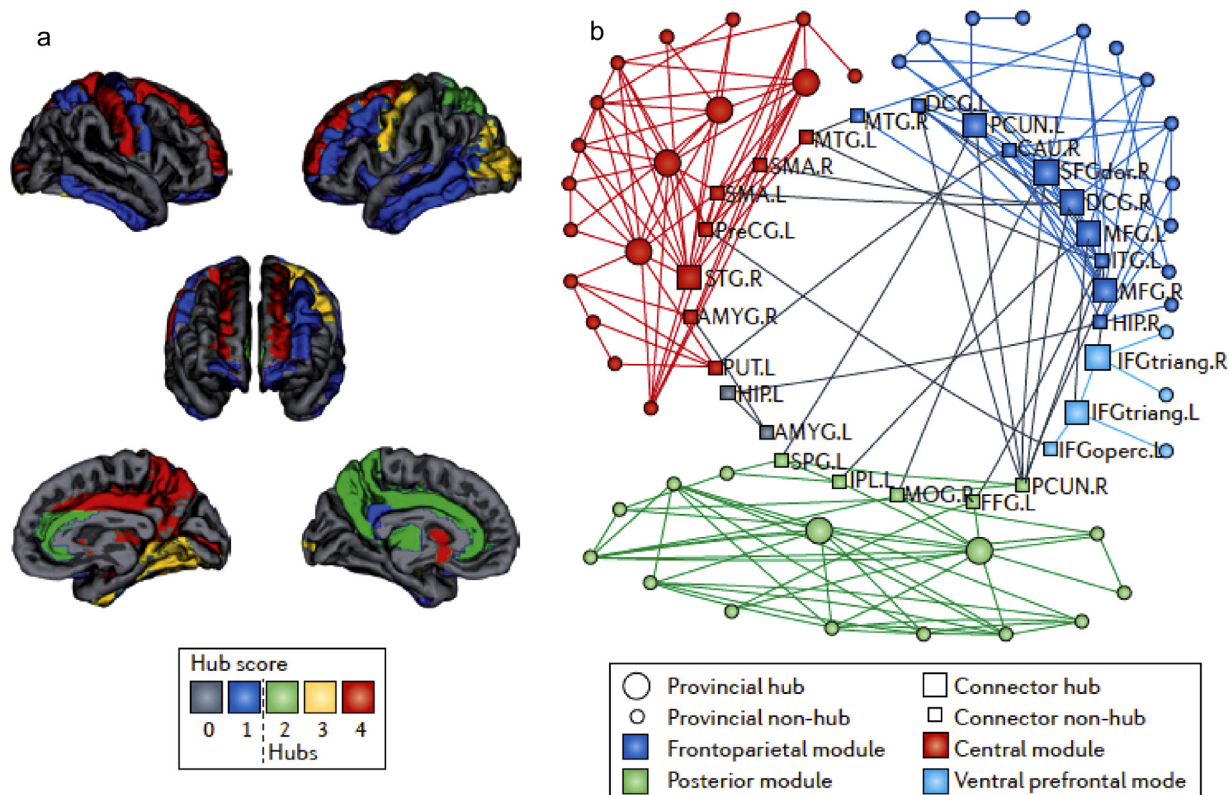 a
b
DCG.L
MTG.R
PCUN.L
MTG.L
CAU.R
SMA.R
SFGdor.R
SMA.L
DCG.R
PreCG.L
MFG.L
ITG.L
STG.R
MFG.R
AMYG.R
HIP.R
IFGtriang.R
PUT.L
HIP.L
IFGtriang.L
AMYG.L
IFGoperc.L
SPG.L
IPL.L
MOG.R
FFG.L
PCUN.R
Hub score
0 1 2 3 4
Hubs
Provincial hub
Connector hub
Provincial non-hub
Connector non-hub
Frontoparietal module
Central module
Posterior module
Ventral prefrontal mode